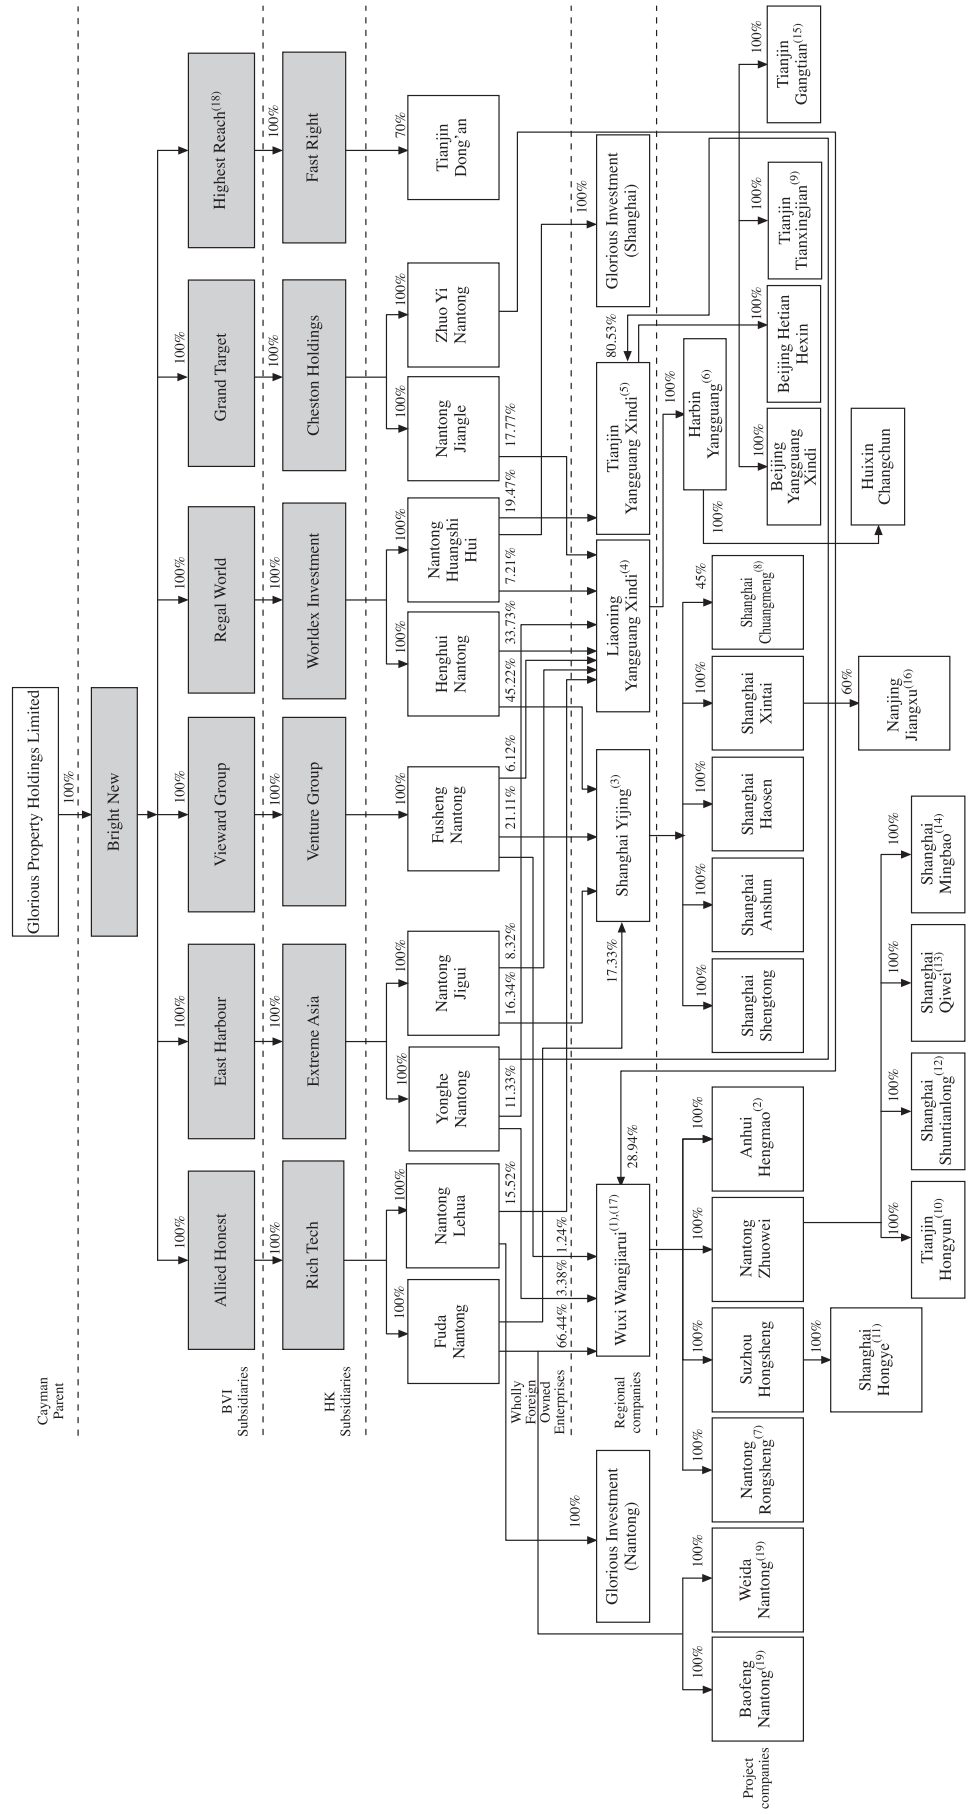 Cayman
Parent
Glorious Property Holdings Limited
100%
Bright New
BVI
Subsidiaries
100%
100%
100%
100%
100%
100%
Allied Honest
East Harbour
Vieward Group
Regal World
Grand Target
Highest Reach(18)
HK
Subsidiaries
100%
100%
100%
100%
100%
100%
Rich Tech
Extreme Asia
Venture Group
Worldex Investment
Cheston Holdings
Fast Right
100%
100%
100%
100%
100%
100%
100%
100%
100%
70%
Fuda
Nantong
Nantong
Lehua
Yonghe
Nantong
Nantong
Jigui
Fusheng
Nantong
Henghui
Nantong
Nantong
Huangshi
Hui
Nantong
Jiangle
Zhuo Yi
Nantong
Tianjin
Dong'an
Wholly
Foreign
Owned
Enterprises
15.52%
11.33%
16.34%
8.32%
21.11%
6.12%
45.22%
33.73%
7.21%
19.47%
17.77%
66.44%
3.38%
1.24%
100%
28.94%
17.33%
80.53%
100%
Regional
companies
Glorious Investment
(Nantong)
Wuxi Wangjiarui(1),(17)
Shanghai Yijing(3)
Liaoning
Yangguang Xindi(4)
Tianjin
Yangguang Xindi(5)
Glorious Investment
(Shanghai)
100%
Harbin
Yangguang(6)
100%
Project
companies
100%
100%
100%
100%
100%
100%
100%
100%
100%
100%
45%
100%
100%
100%
100%
Baofeng
Nantong(19)
Weida
Nantong(19)
Nantong
Rongsheng(7)
Suzhou
Hongsheng
Nantong
Zhuowei
Anhui
Hengmao(2)
Shanghai
Shengtong
Shanghai
Anshun
Shanghai
Haosen
Shanghai
Xintai
Shanghai
Chuangmeng(8)
Beijing
Yangguang
Xindi
Beijing Hetian
Hexin
Tianjin
Tianxingjian(9)
Tianjin
Gangtian(15)
100%
60%
Shanghai
Hongye(11)
Nanjing
Jiangxu(16)
Huixin
Changchun
100%
100%
100%
100%
Tianjin
Hongyun(10)
Shanghai
Shuntianlong(12)
Shanghai
Qiwei(13)
Shanghai
Mingbao(14)